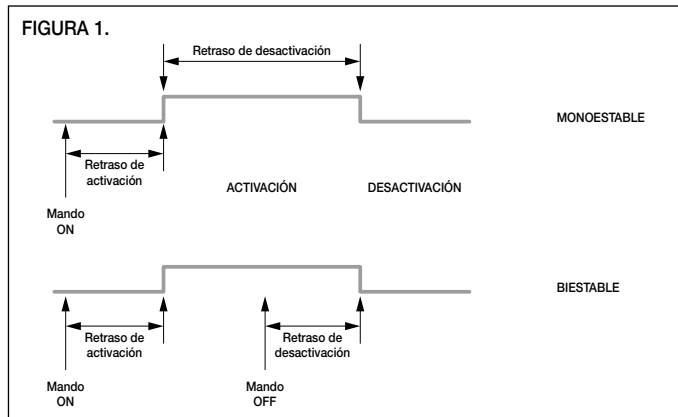 FIGURA 1.
Retraso de desactivación
MONOESTABLE
Retraso de
activación
ACTIVACIÓN
DESACTIVACIÓN
Mando
ON
BIESTABLE
Retraso de
activación
Retraso de
desactivación
Mando
ON
Mando
OFF